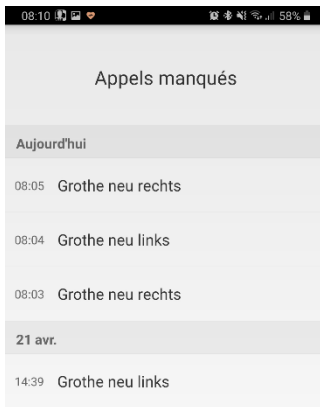 08:10 58%
Appels manqués
Aujourd'hui
08:05 Grothe neu rechts
08:04 Grothe neu links
08:03 Grothe neu rechts
21 avr.
14:39 Grothe neu links